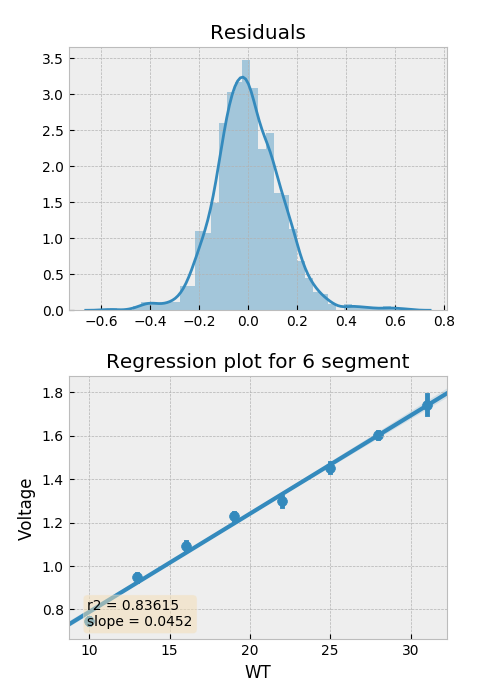 Residuals
3.5
3.0
2.5
2.0
1.5
1.0
0.5
0.0
−0.6 −0.4 −0.2 0.0 0.2 0.4 0.6 0.8
Regression plot for 6 segment
1.8
1.6
1.4
1.2
1.0
0.8
Voltage
r2 = 0.83615
slope = 0.0452
10 15 20 25 30
WT